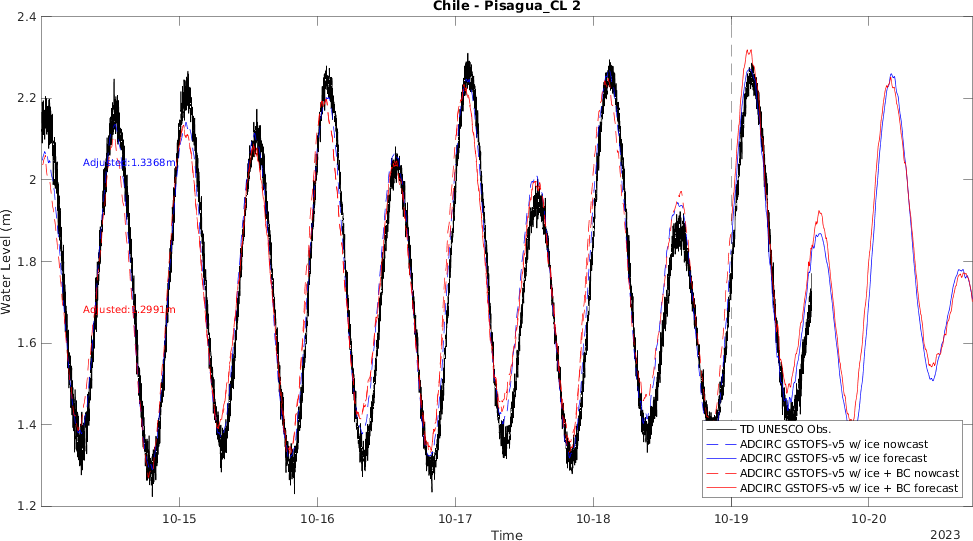 Chile - Pisagua_CL 2
2.4
2.2
2
1.8
1.6
1.4
1.2
Water Level (m)
Adjusted:1.3368m
Adjusted:1.2991m
TD UNESCO Obs.
ADCIRC GSTOFS-v5 w/ ice nowcast
ADCIRC GSTOFS-v5 w/ ice forecast
ADCIRC GSTOFS-v5 w/ ice + BC nowcast
ADCIRC GSTOFS-v5 w/ ice + BC forecast
10-15 10-16 10-17 10-18 10-19 10-20
Time
2023